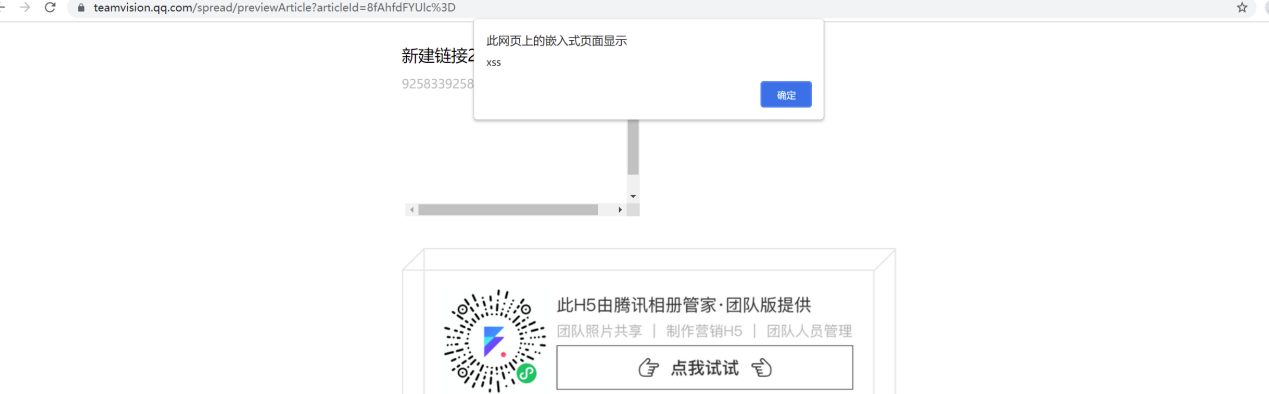 teamvision.qq.com/spread/previewArticle?articleId=8fAhfdFYUlc%3D
此网页上的嵌入式页面显示
xss
确定
新建链接2
9258339258
此H5由腾讯相册管家·团队版提供
团队照片共享 | 制作营销H5 | 团队人员管理
点我试试